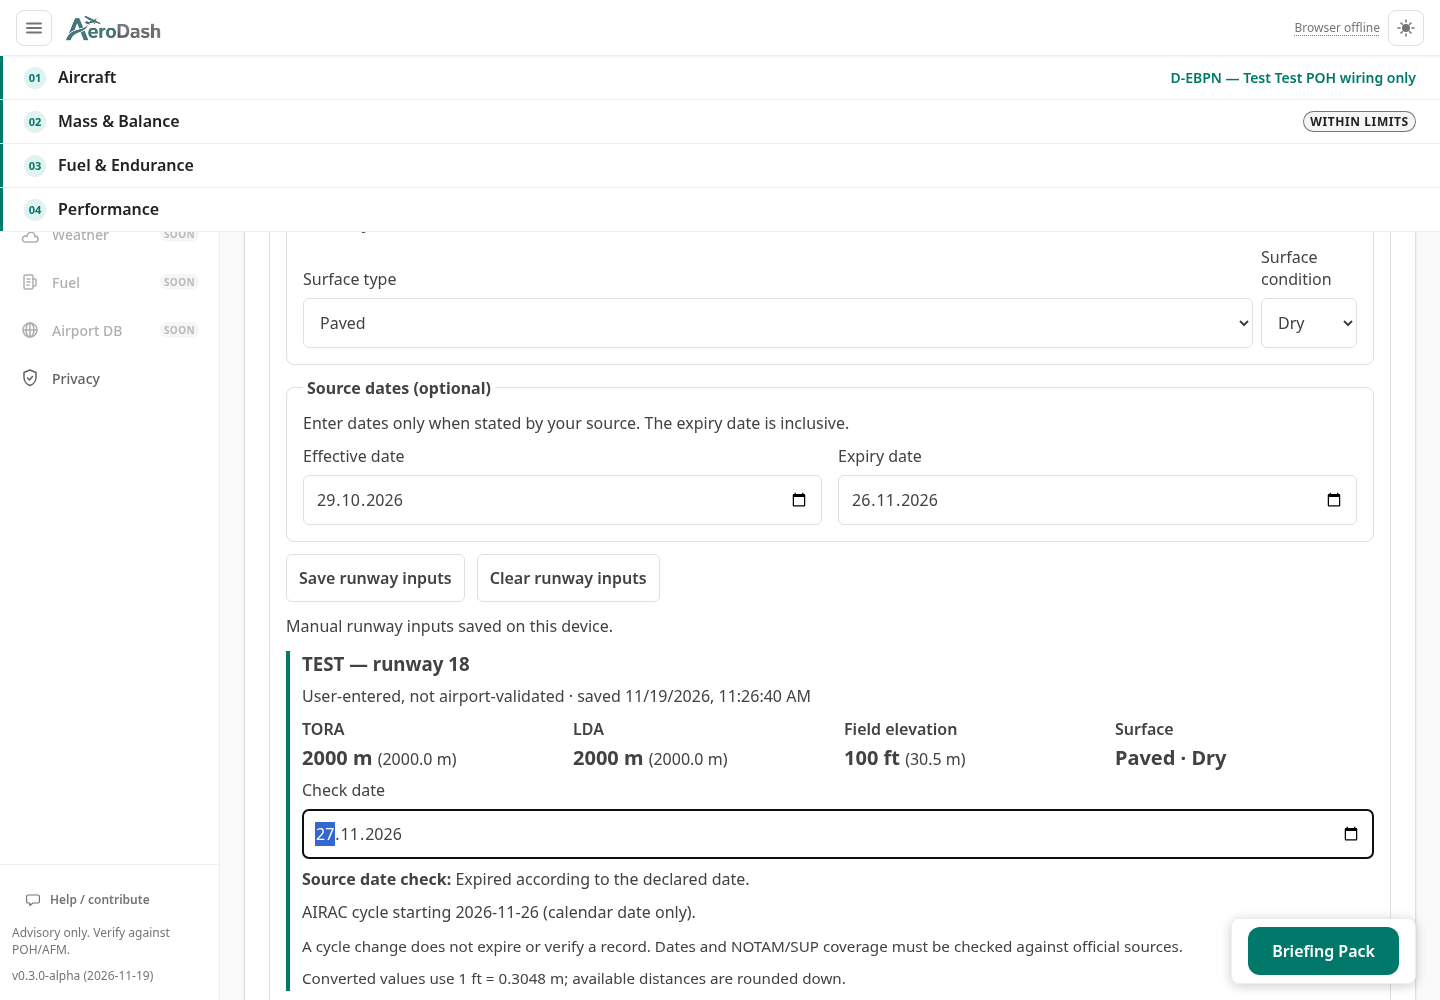 AeroDash
Browser offline
01 Aircraft
D-EBPN — Test Test POH wiring only
02 Mass & Balance
WITHIN LIMITS
03 Fuel & Endurance
04 Performance
Weather SOON
Fuel SOON
Airport DB SOON
Privacy
Surface type
Surface condition
Paved
Dry
Source dates (optional)
Enter dates only when stated by your source. The expiry date is inclusive.
Effective date
Expiry date
29.10.2026
26.11.2026
Save runway inputs
Clear runway inputs
Manual runway inputs saved on this device.
TEST — runway 18
User-entered, not airport-validated · saved 11/19/2026, 11:26:40 AM
TORA
LDA
Field elevation
Surface
2000 m (2000.0 m)
2000 m (2000.0 m)
100 ft (30.5 m)
Paved · Dry
Check date
27.11.2026
Source date check: Expired according to the declared date.
AIRAC cycle starting 2026-11-26 (calendar date only).
A cycle change does not expire or verify a record. Dates and NOTAM/SUP coverage must be checked against official sources.
Converted values use 1 ft = 0.3048 m; available distances are rounded down.
Help / contribute
Advisory only. Verify against
POH/AFM.
v0.3.0-alpha (2026-11-19)
Briefing Pack